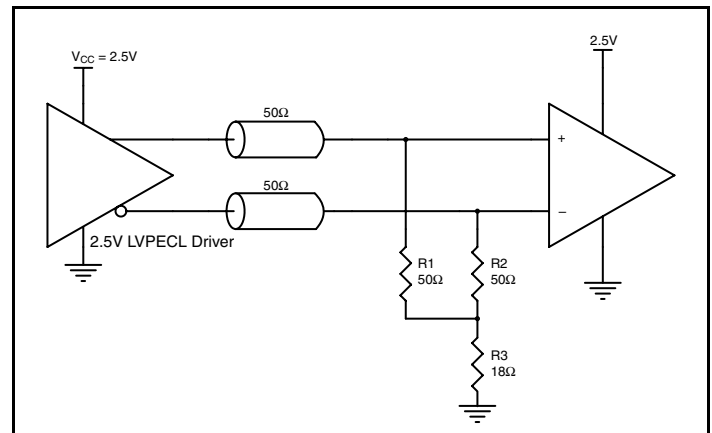 V_CC = 2.5V
2.5V
50Ω
50Ω
+
−
2.5V LVPECL Driver
R1
50Ω
R2
50Ω
R3
18Ω